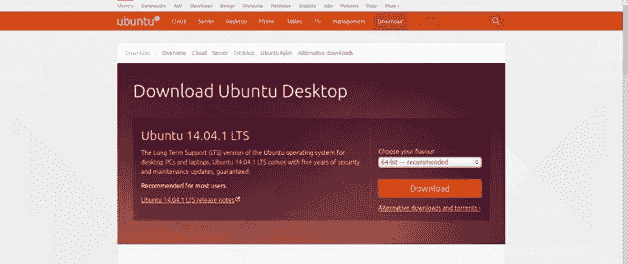 ubuntu
Cloud Server Desktop Phone Tablet TV Management Download
Download Overview Cloud Server Desktop Ubuntu Kylin Alternative downloads
Download Ubuntu Desktop
Ubuntu 14.04.1 LTS
The Long Term Support (LTS) version of the Ubuntu operating system for
desktop PCs and laptops, Ubuntu 14.04.1 LTS comes with five years of security
and maintenance updates, guaranteed.
Recommended for most users.
Ubuntu 14.04.1 LTS release notes
Choose your flavour
64-bit — recommended
Download
Alternative downloads and torrents ›